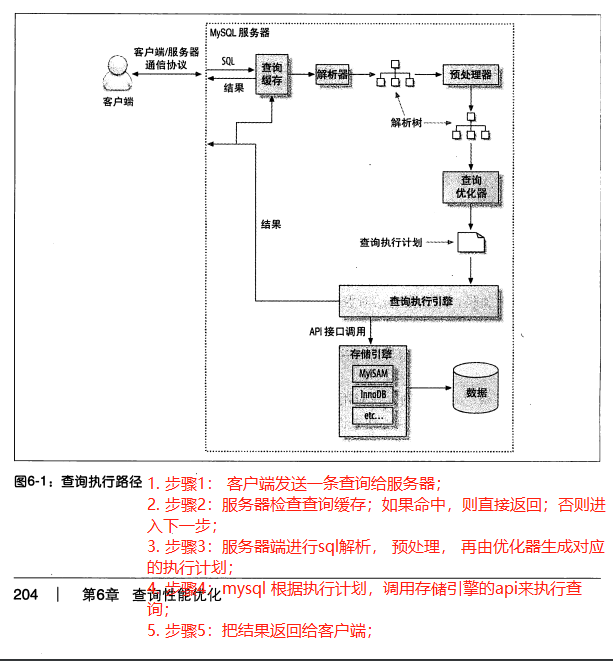 MySQL 服务器
客户端/服务器
通信协议
客户端
SQL
结果
查询
缓存
解析器
预处理器
解析树
查询
优化器
查询执行计划
结果
查询执行引擎
API 接口调用
存储引擎
MyISAM
InnoDB
etc...
数据
图6-1：查询执行路径
1. 步骤1： 客户端发送一条查询给服务器；
2. 步骤2：服务器检查查询缓存；如果命中，则直接返回；否则进
入下一步；
3. 步骤3：服务器端进行sql解析， 预处理， 再由优化器生成对应
的执行计划；
4. 步骤4：mysql 根据执行计划，调用存储引擎的api来执行查
询；
5. 步骤5：把结果返回给客户端；
204 | 第6章 查询性能优化